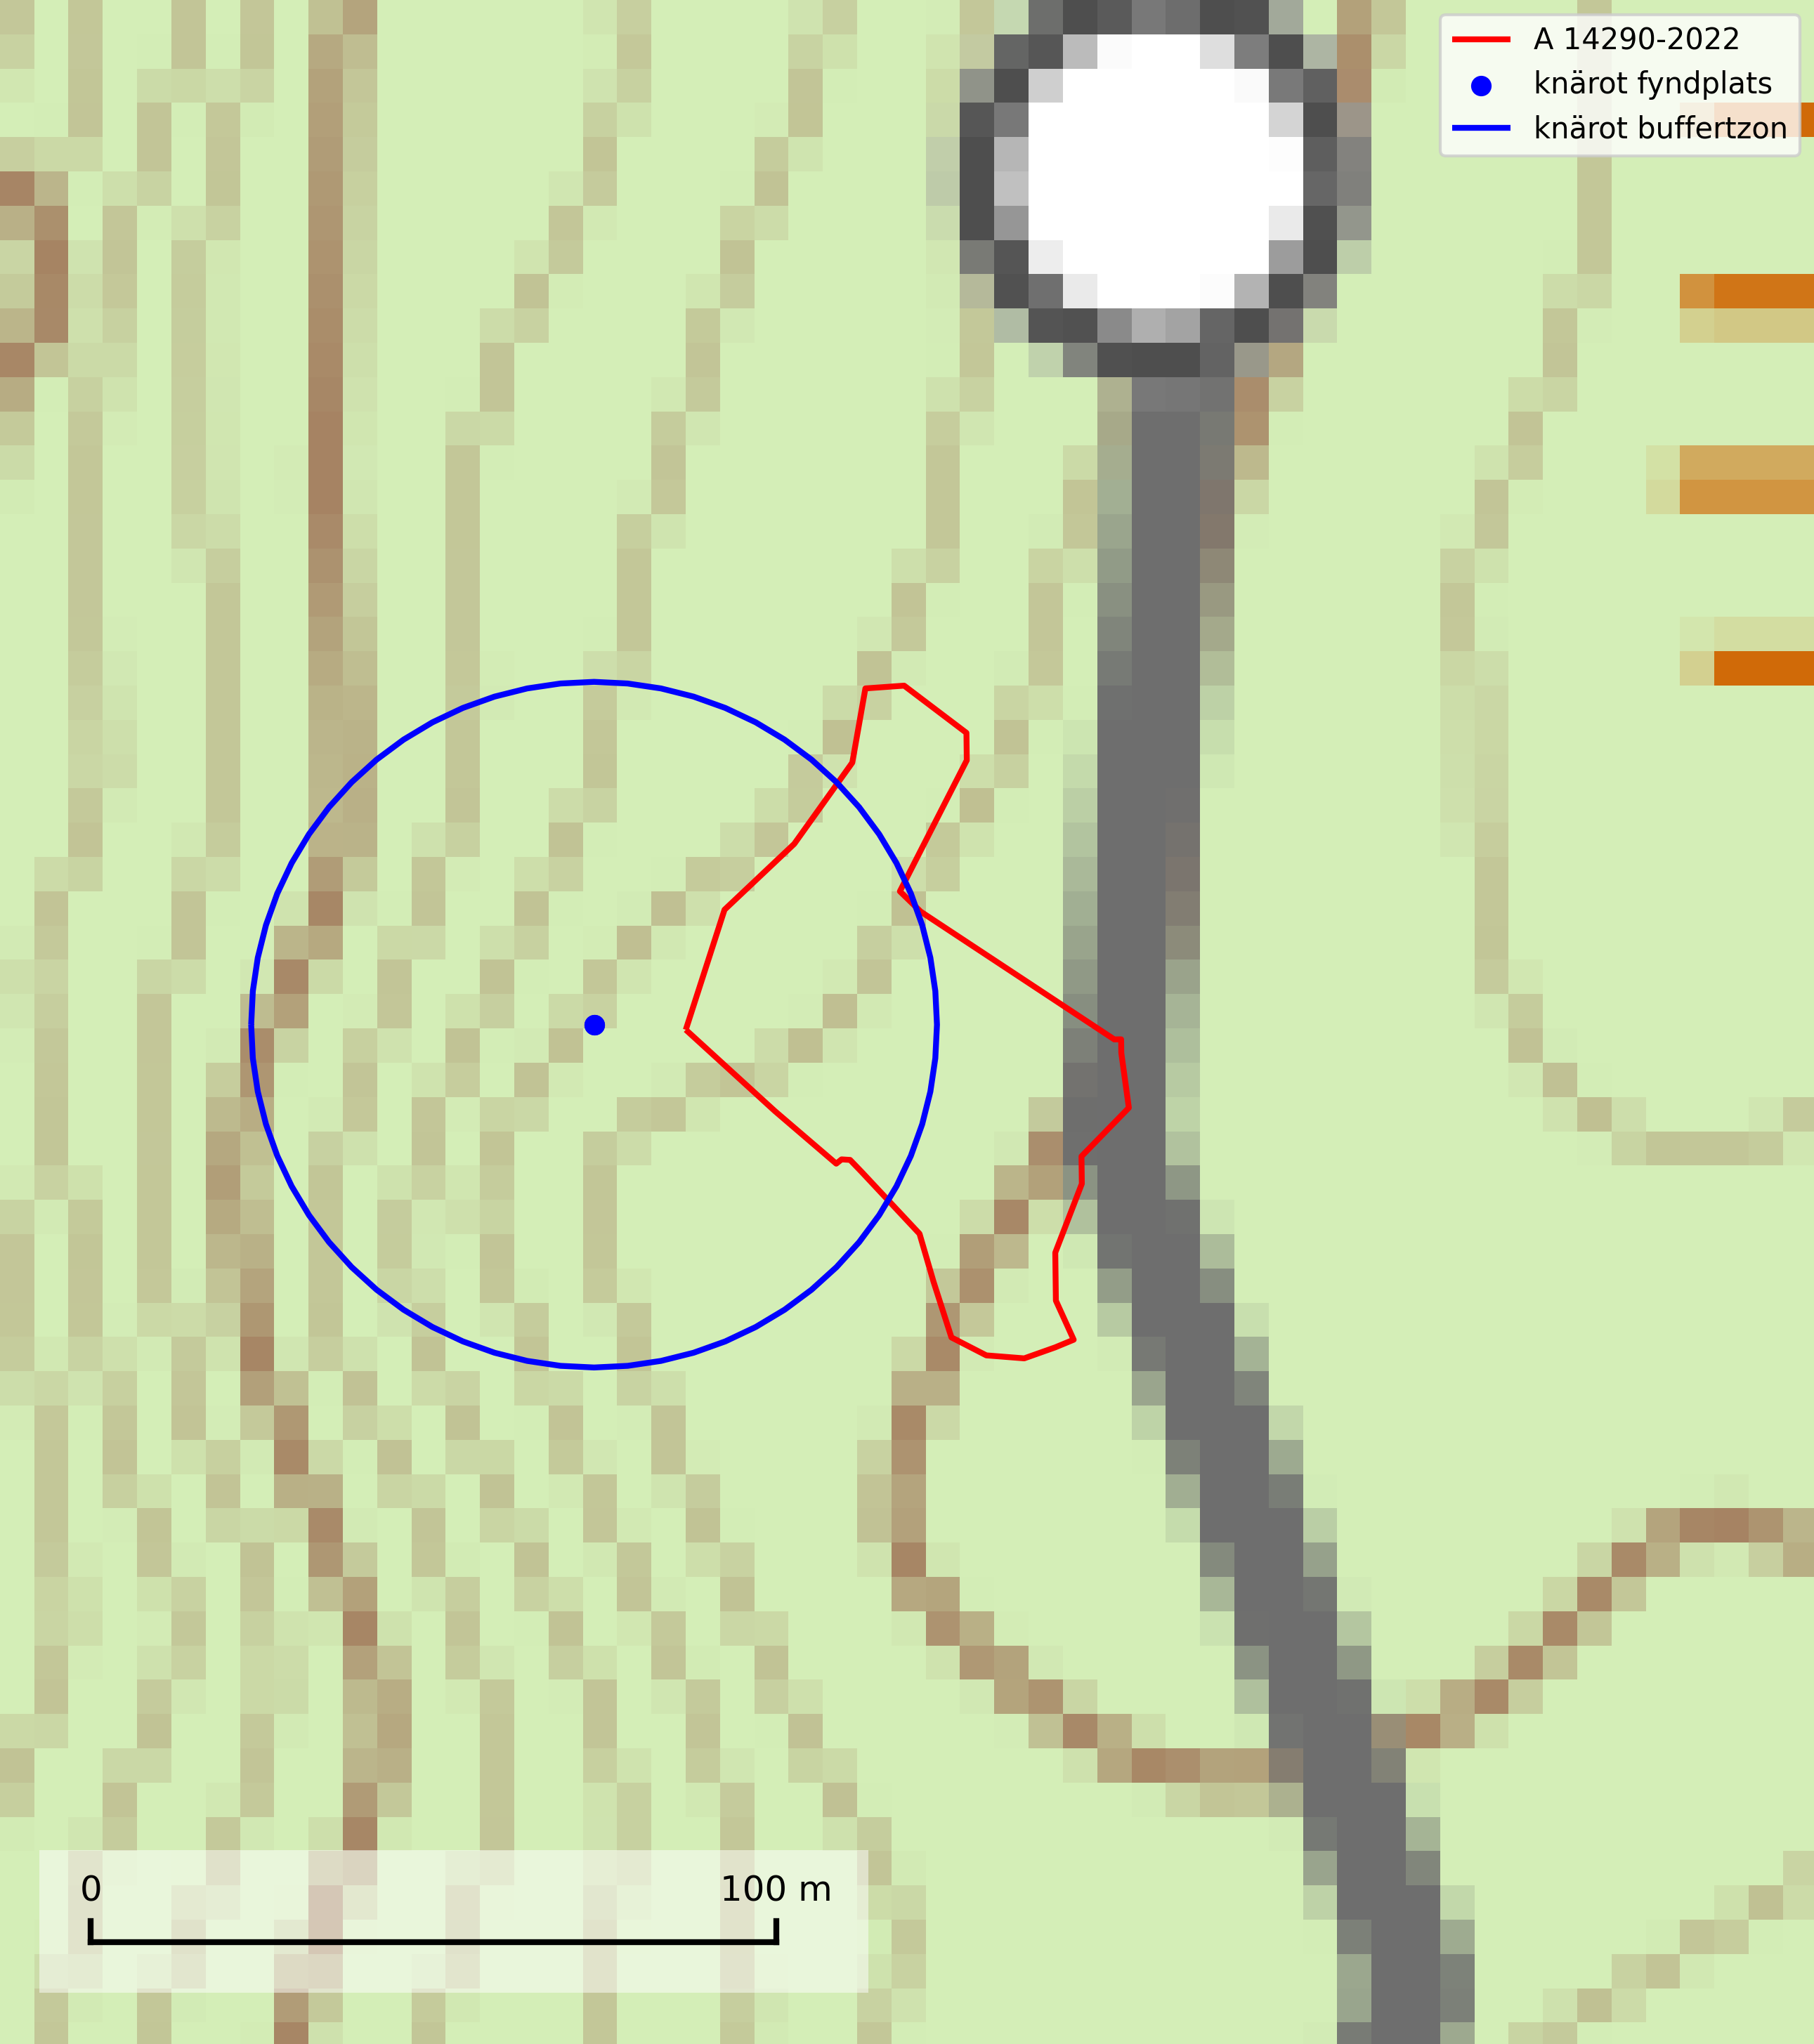 A 14290-2022
knärot fyndplats
knärot buffertzon
0 100 m